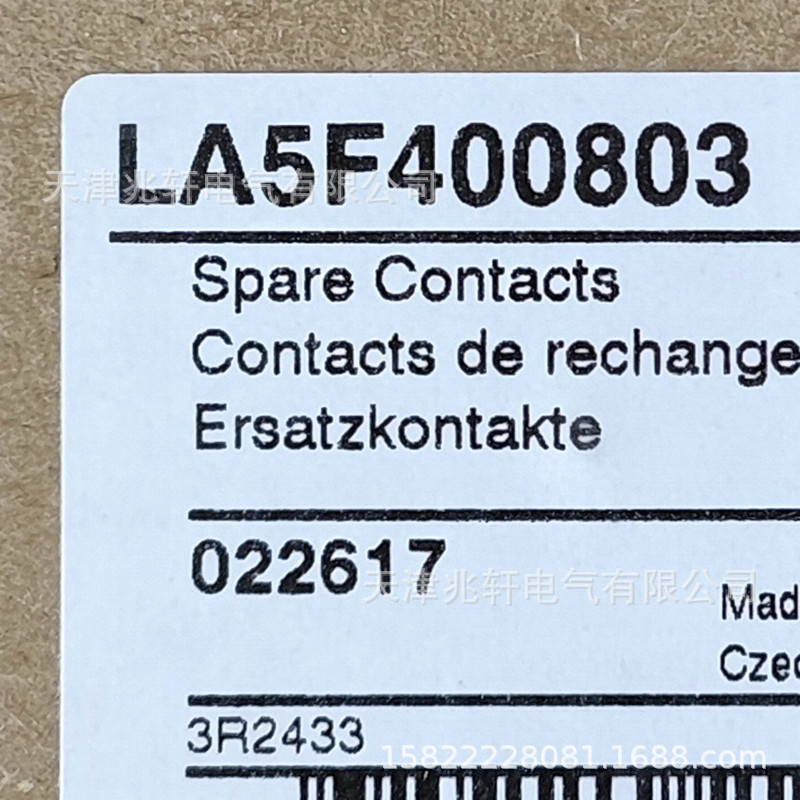 LA5F400803
天津兆轩电气有限公司
Spare Contacts
Contacts de rechange
Ersatzkontakte
022617
天津兆轩电气有限公司
Mad
Czec
3R2433
15822228081.1688.com